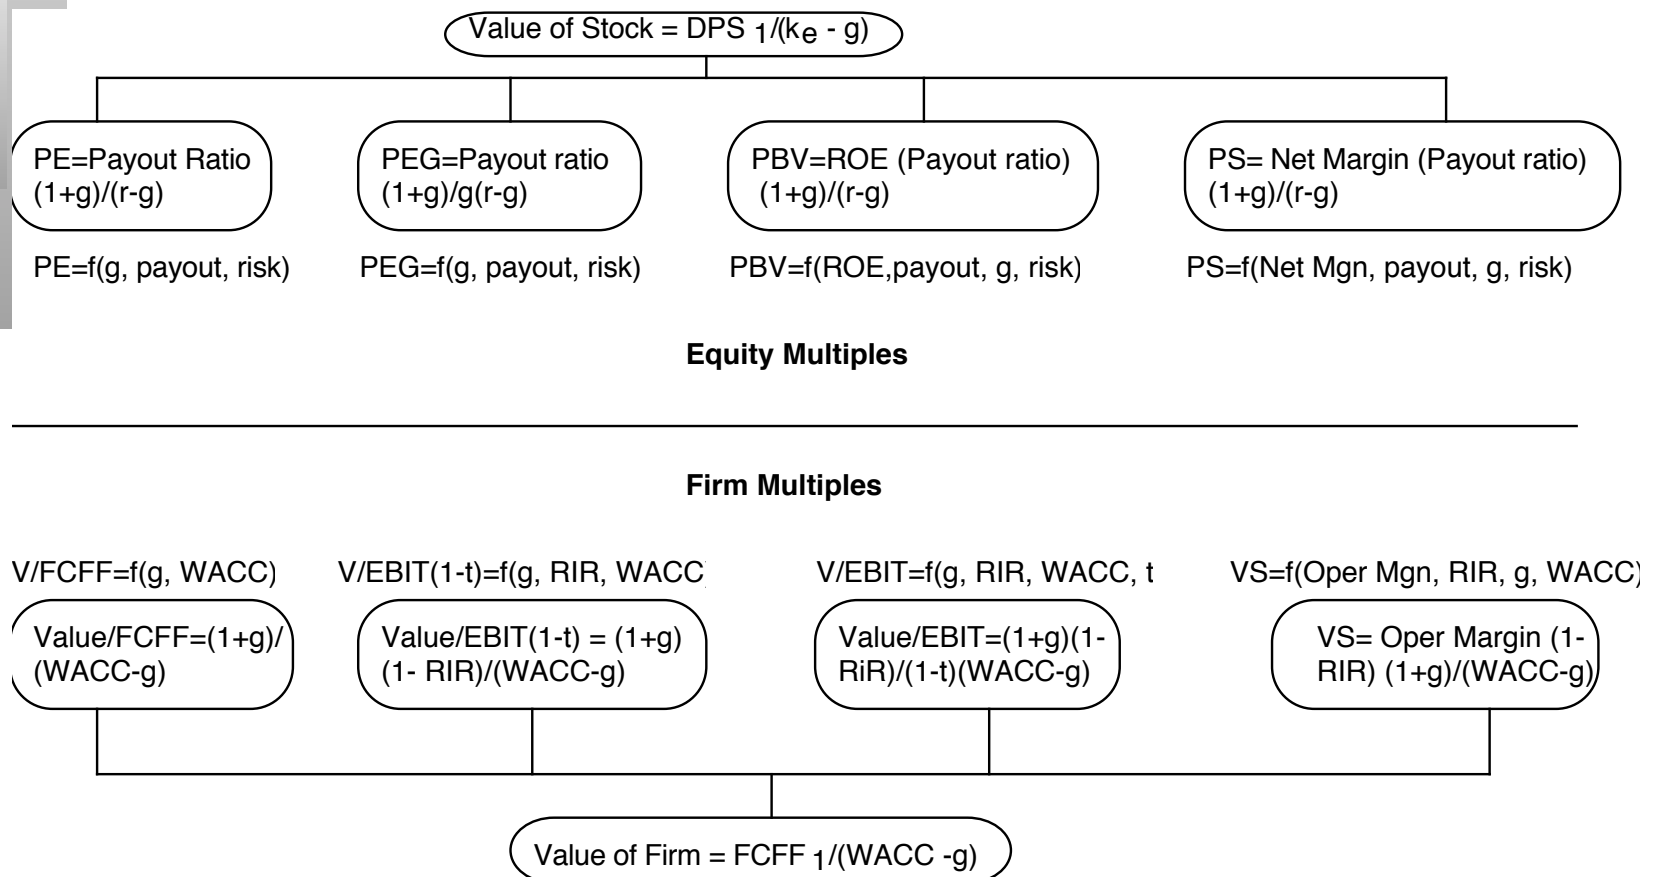 Value of Stock = DPS 1/(ke - g)
PE=Payout Ratio
(1+g)/(r-g)
PEG=Payout ratio
(1+g)/g(r-g)
PBV=ROE (Payout ratio)
(1+g)/(r-g)
PS= Net Margin (Payout ratio)
(1+g)/(r-g)
PE=f(g, payout, risk)
PEG=f(g, payout, risk)
PBV=f(ROE,payout, g, risk)
PS=f(Net Mgn, payout, g, risk)
Equity Multiples
Firm Multiples
V/FCFF=f(g, WACC)
V/EBIT(1-t)=f(g, RIR, WACC)
V/EBIT=f(g, RIR, WACC, t
VS=f(Oper Mgn, RIR, g, WACC)
Value/FCFF=(1+g)/
(WACC-g)
Value/EBIT(1-t) = (1+g)
(1- RIR)/(WACC-g)
Value/EBIT=(1+g)(1-
RiR)/(1-t)(WACC-g)
VS= Oper Margin (1-
RIR) (1+g)/(WACC-g)
Value of Firm = FCFF 1/(WACC -g)